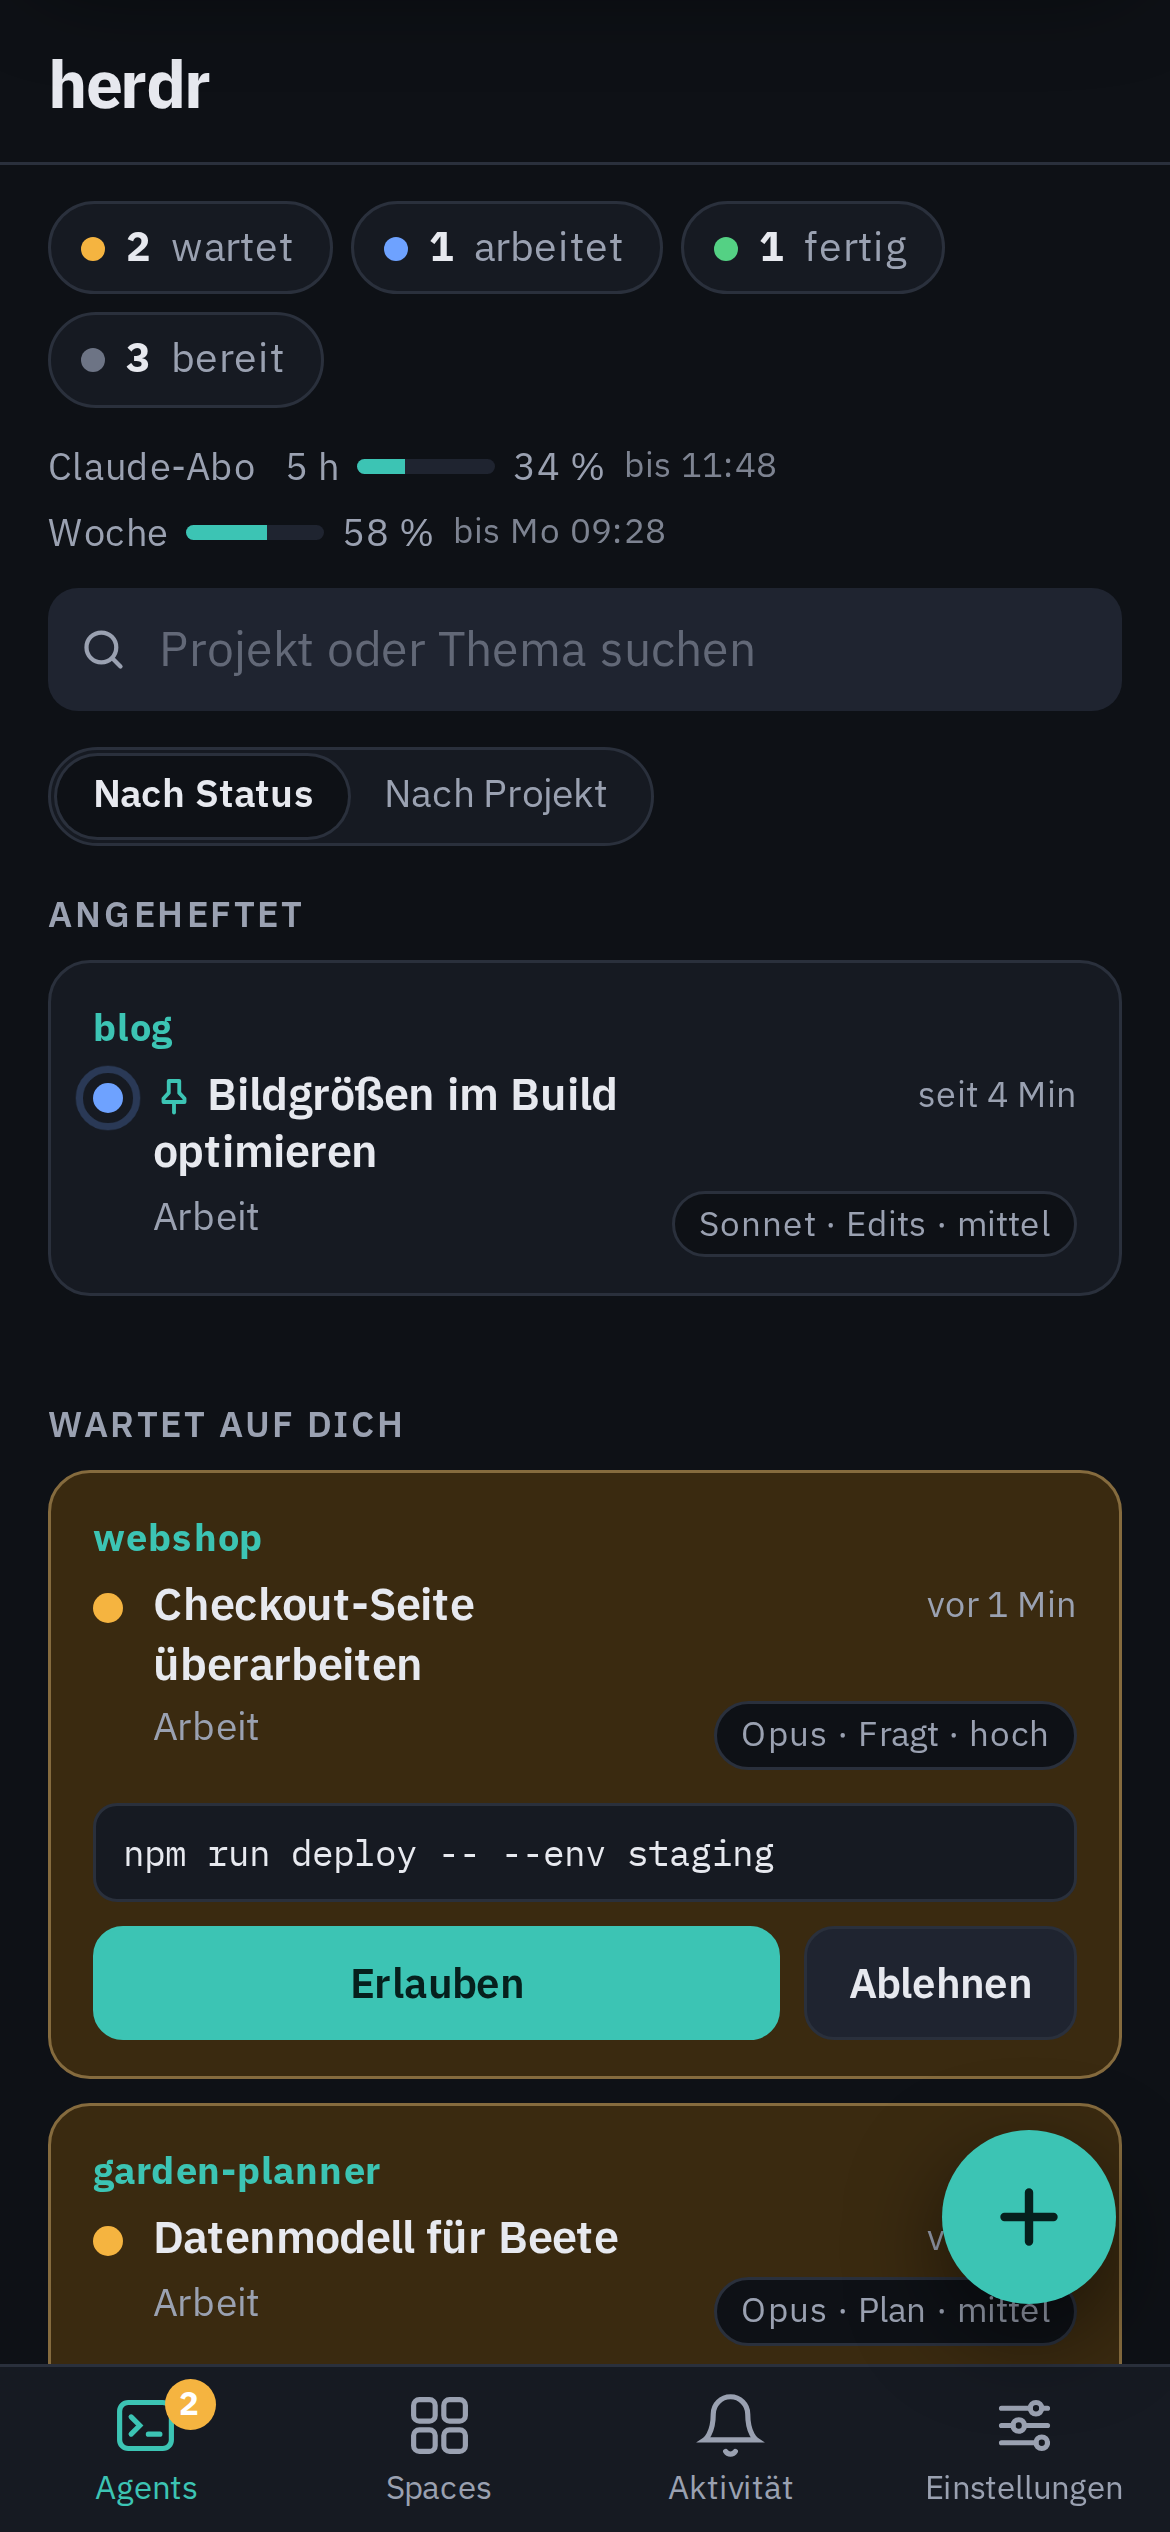 herdr
2 wartet 1 arbeitet 1 fertig
3 bereit
Claude-Abo 5 h 34 % bis 11:48
Woche 58 % bis Mo 09:28
Projekt oder Thema suchen
Nach Status Nach Projekt
ANGEHEFTET
blog
Bildgrößen im Build seit 4 Min
optimieren
Arbeit Sonnet · Edits · mittel
WARTET AUF DICH
webshop
Checkout-Seite vor 1 Min
überarbeiten
Arbeit Opus · Fragt · hoch
npm run deploy -- --env staging
Erlauben Ablehnen
garden-planner
Datenmodell für Beete
Arbeit Opus · Plan · mittel
2
Agents Spaces Aktivität Einstellungen